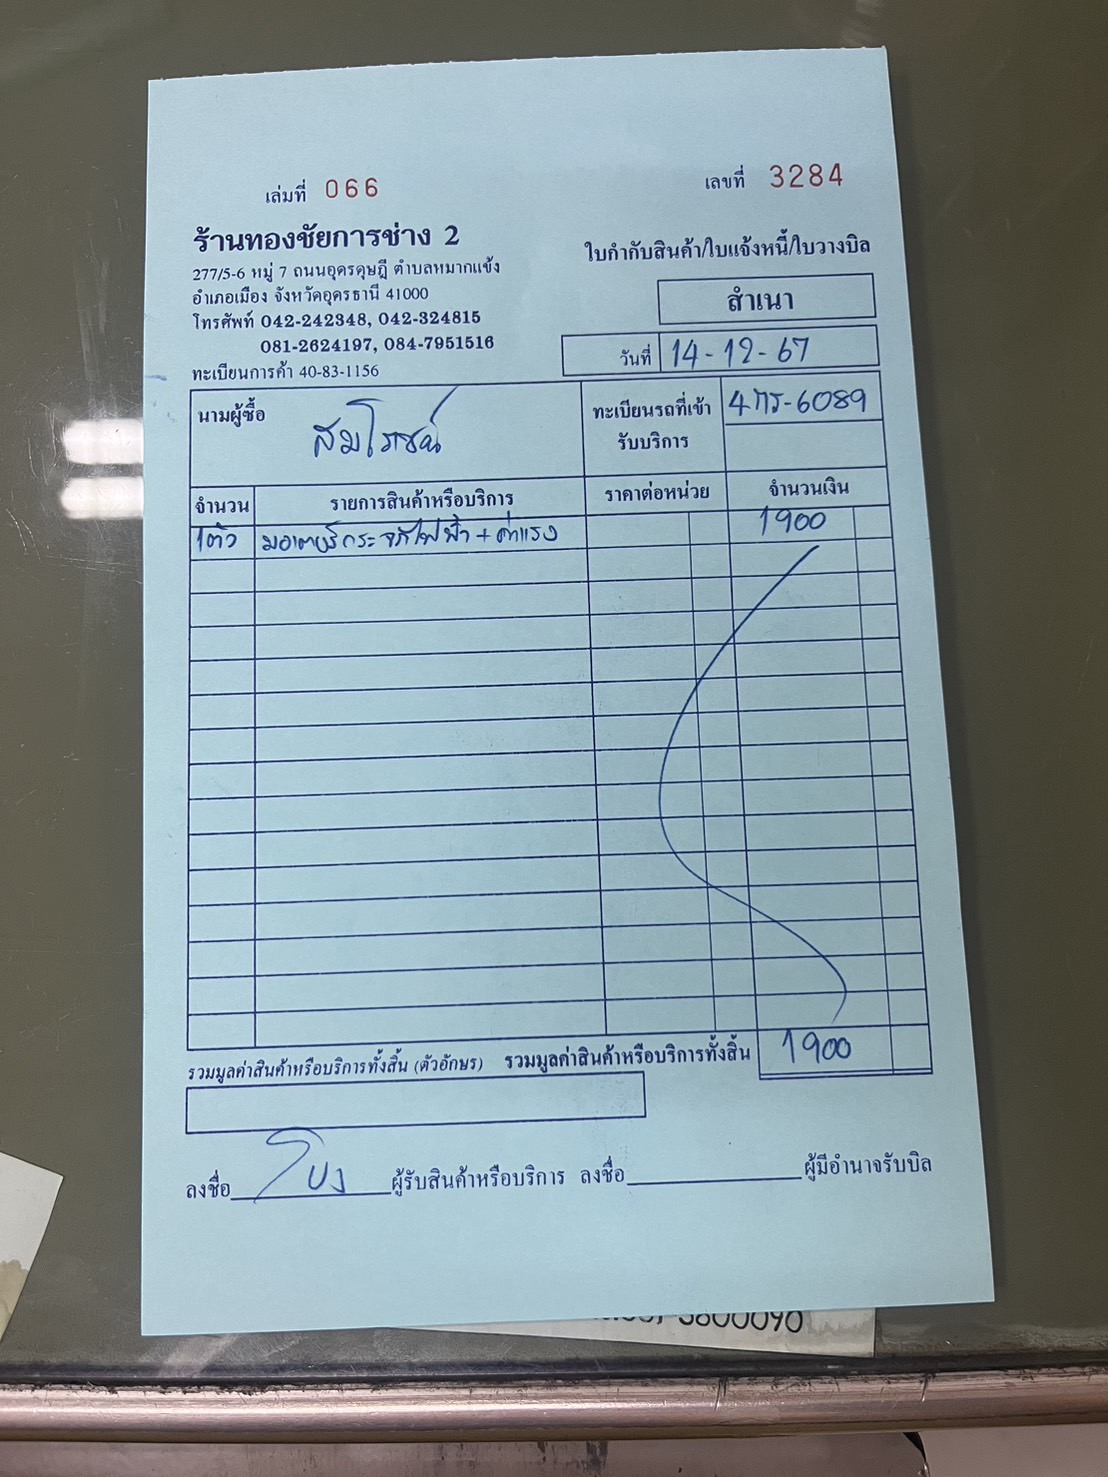 เล่มที่ 066
เลขที่ 3284
ร้านทองชัยการช่าง 2
277/5-6 หมู่ 7 ถนนอุดรดุษฎี ตำบลหมากแข้ง
อำเภอเมือง จังหวัดอุดรธานี 41000
โทรศัพท์ 042-242348, 042-324815
081-2624197, 084-7951516
ทะเบียนการค้า 40-83-1156
ใบกำกับสินค้า/ใบแจ้งหนี้/ใบวางบิล
สำเนา
วันที่ 14-12-67
นามผู้ซื้อ สมโรชน์
ทะเบียนรถที่เข้า
รับบริการ
4กร-6089
จำนวน รายการสินค้าหรือบริการ ราคาต่อหน่วย จำนวนเงิน
1ตัว มอเตอร์กระจกไฟฟ้า+ค่าแรง 1900
รวมมูลค่าสินค้าหรือบริการทั้งสิ้น (ตัวอักษร) รวมมูลค่าสินค้าหรือบริการทั้งสิ้น 1900
ลงชื่อ ผู้รับสินค้าหรือบริการ ลงชื่อ ผู้มีอำนาจรับบิล